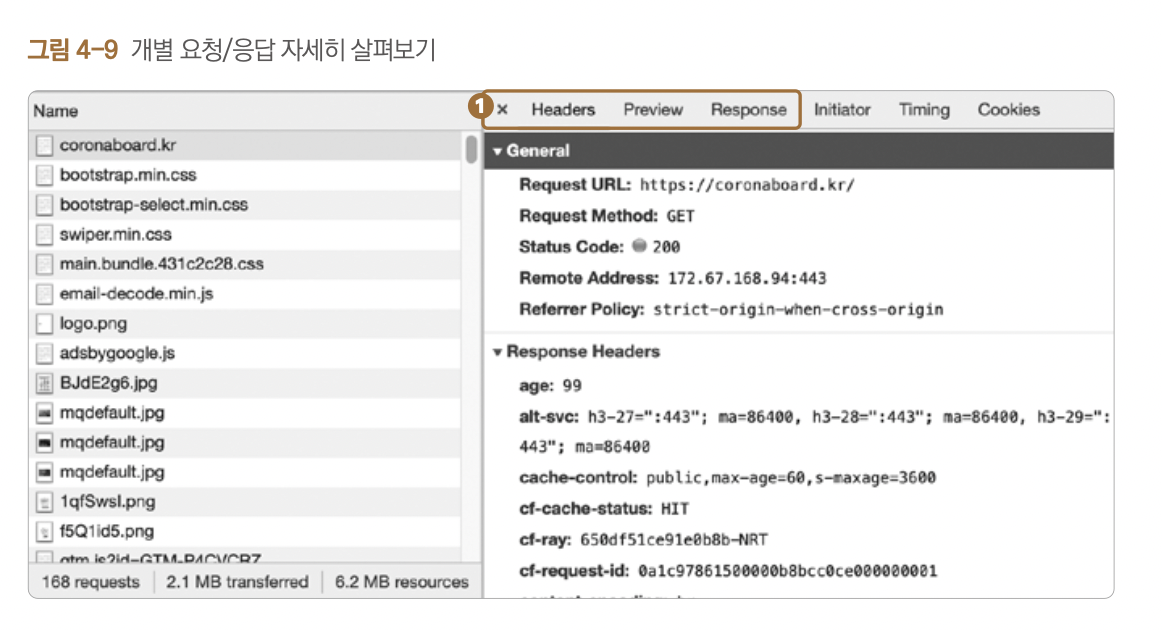 그림 4-9 개별 요청/응답 자세히 살펴보기
Name
coronaboard.kr
bootstrap.min.css
bootstrap-select.min.css
swiper.min.css
main.bundle.431c2c28.css
email-decode.min.js
logo.png
adsbygoogle.js
BJdE2g6.jpg
mqdefault.jpg
mqdefault.jpg
mqdefault.jpg
1qfSwsI.png
f5Q1id5.png
168 requests 2.1 MB transferred 6.2 MB resources
1 × Headers Preview Response Initiator Timing Cookies
▼ General
Request URL: https://coronaboard.kr/
Request Method: GET
Status Code: 200
Remote Address: 172.67.168.94:443
Referrer Policy: strict-origin-when-cross-origin
▼ Response Headers
age: 99
alt-svc: h3-27=":443"; ma=86400, h3-28=":443"; ma=86400, h3-29=":
443"; ma=86400
cache-control: public,max-age=60,s-maxage=3600
cf-cache-status: HIT
cf-ray: 650df51ce91e0b8b-NRT
cf-request-id: 0a1c97861500000b8bcc0ce000000001